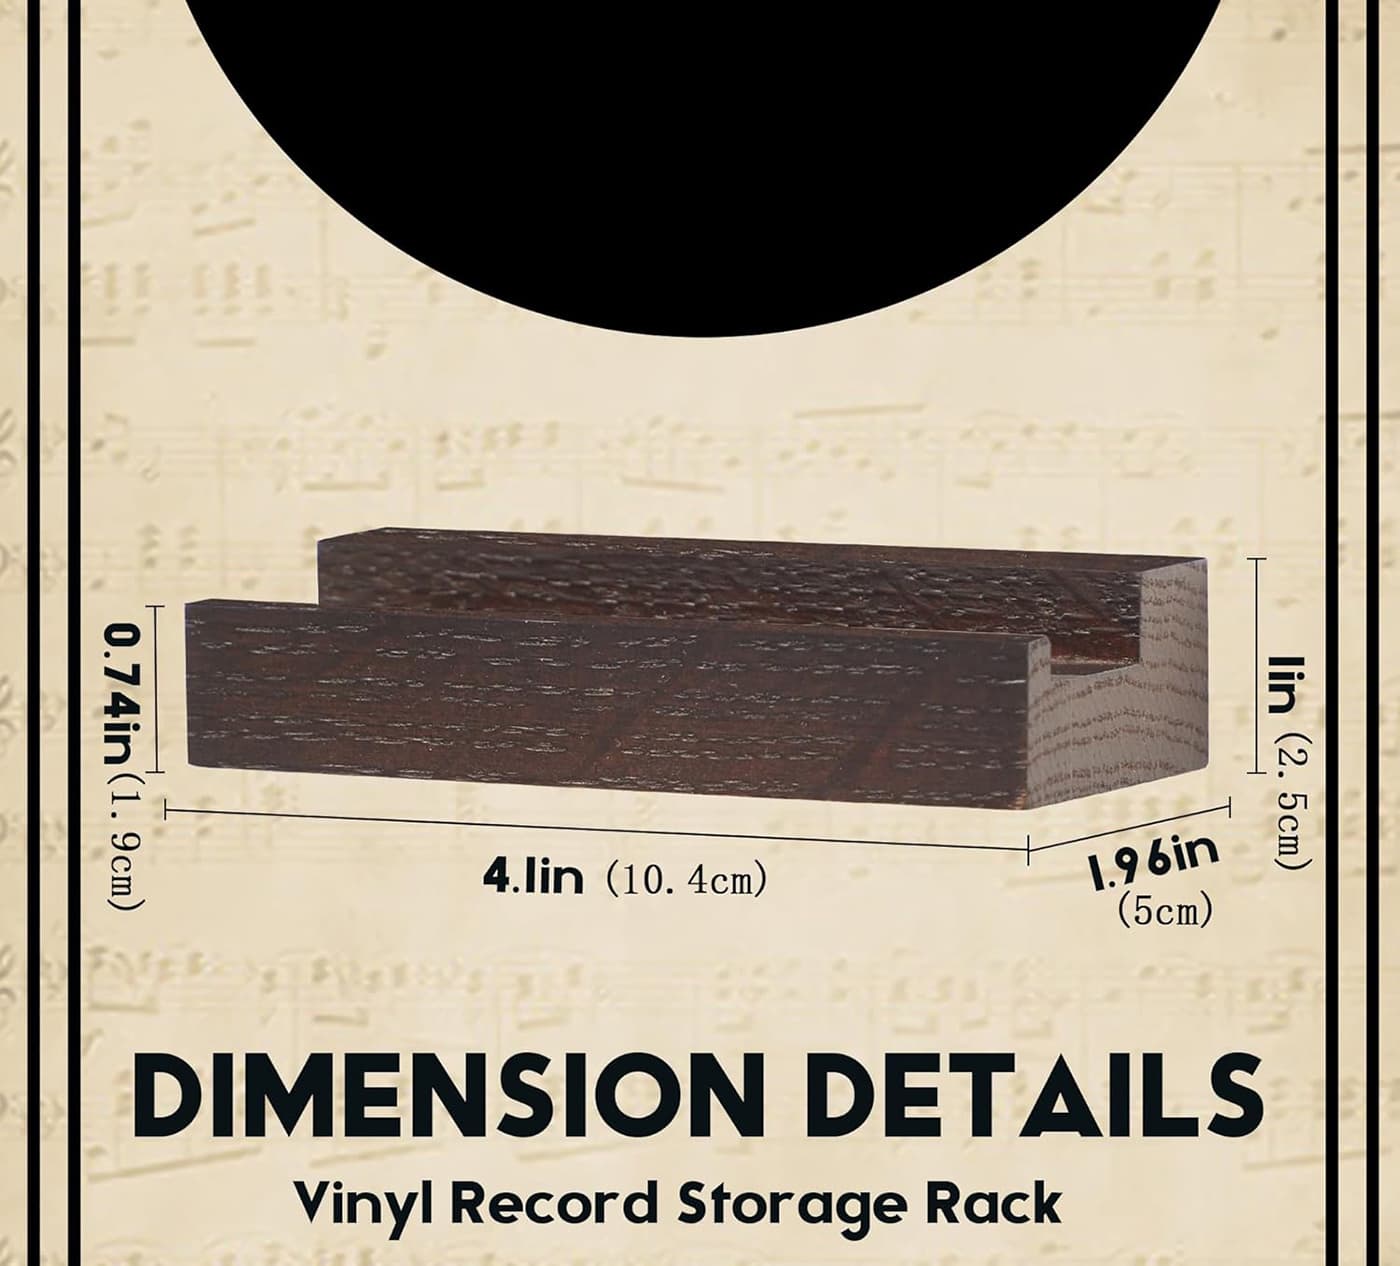 0.74in (1.9cm)
1in (2.5cm)
4.1in (10.4cm)
1.96in
(5cm)
DIMENSION DETAILS
Vinyl Record Storage Rack